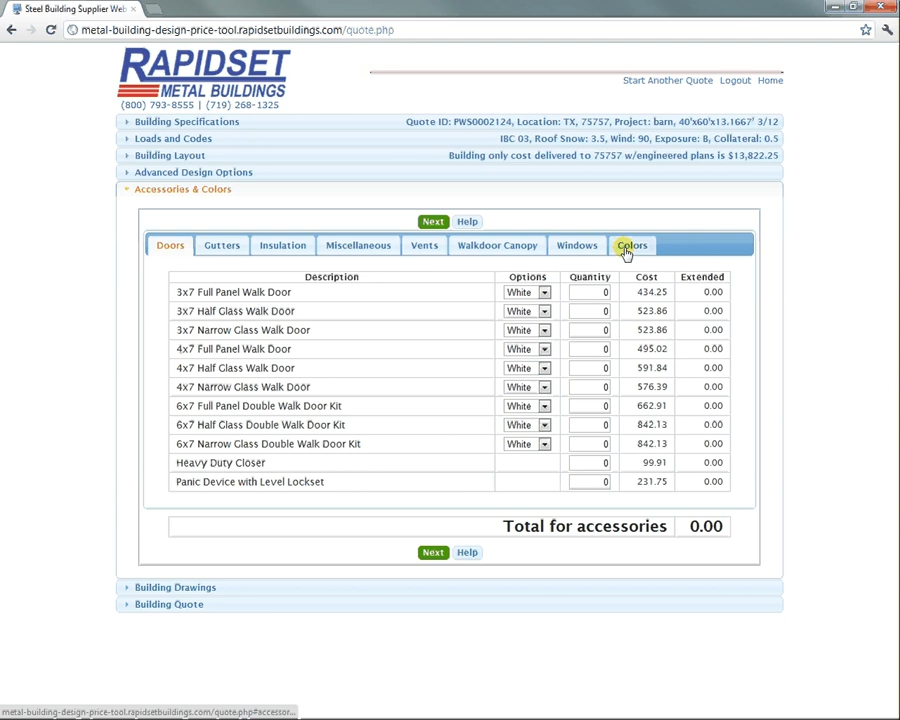 Steel Building Supplier Web
metal-building-design-price-tool.rapidsetbuildings.com/quote.php
RAPIDSET
METAL BUILDINGS
(800) 793-8555 | (719) 268-1325
Start Another Quote Logout Home
Building Specifications Quote ID: PWS0002124, Location: TX, 75757, Project: barn, 40'x60'x13.1667' 3/12
Loads and Codes IBC 03, Roof Snow: 3.5, Wind: 90, Exposure: B, Collateral: 0.5
Building Layout Building only cost delivered to 75757 w/engineered plans is $13,822.25
Advanced Design Options
Accessories & Colors
Next Help
Doors Gutters Insulation Miscellaneous Vents Walkdoor Canopy Windows Colors
Description Options Quantity Cost Extended
3x7 Full Panel Walk Door White 0 434.25 0.00
3x7 Half Glass Walk Door White 0 523.86 0.00
3x7 Narrow Glass Walk Door White 0 523.86 0.00
4x7 Full Panel Walk Door White 0 495.02 0.00
4x7 Half Glass Walk Door White 0 591.84 0.00
4x7 Narrow Glass Walk Door White 0 576.39 0.00
6x7 Full Panel Double Walk Door Kit White 0 662.91 0.00
6x7 Half Glass Double Walk Door Kit White 0 842.13 0.00
6x7 Narrow Glass Double Walk Door Kit White 0 842.13 0.00
Heavy Duty Closer 0 99.91 0.00
Panic Device with Level Lockset 0 231.75 0.00
Total for accessories 0.00
Next Help
Building Drawings
Building Quote
metal-building-design-price-tool.rapidsetbuildings.com/quote.php#accessor...